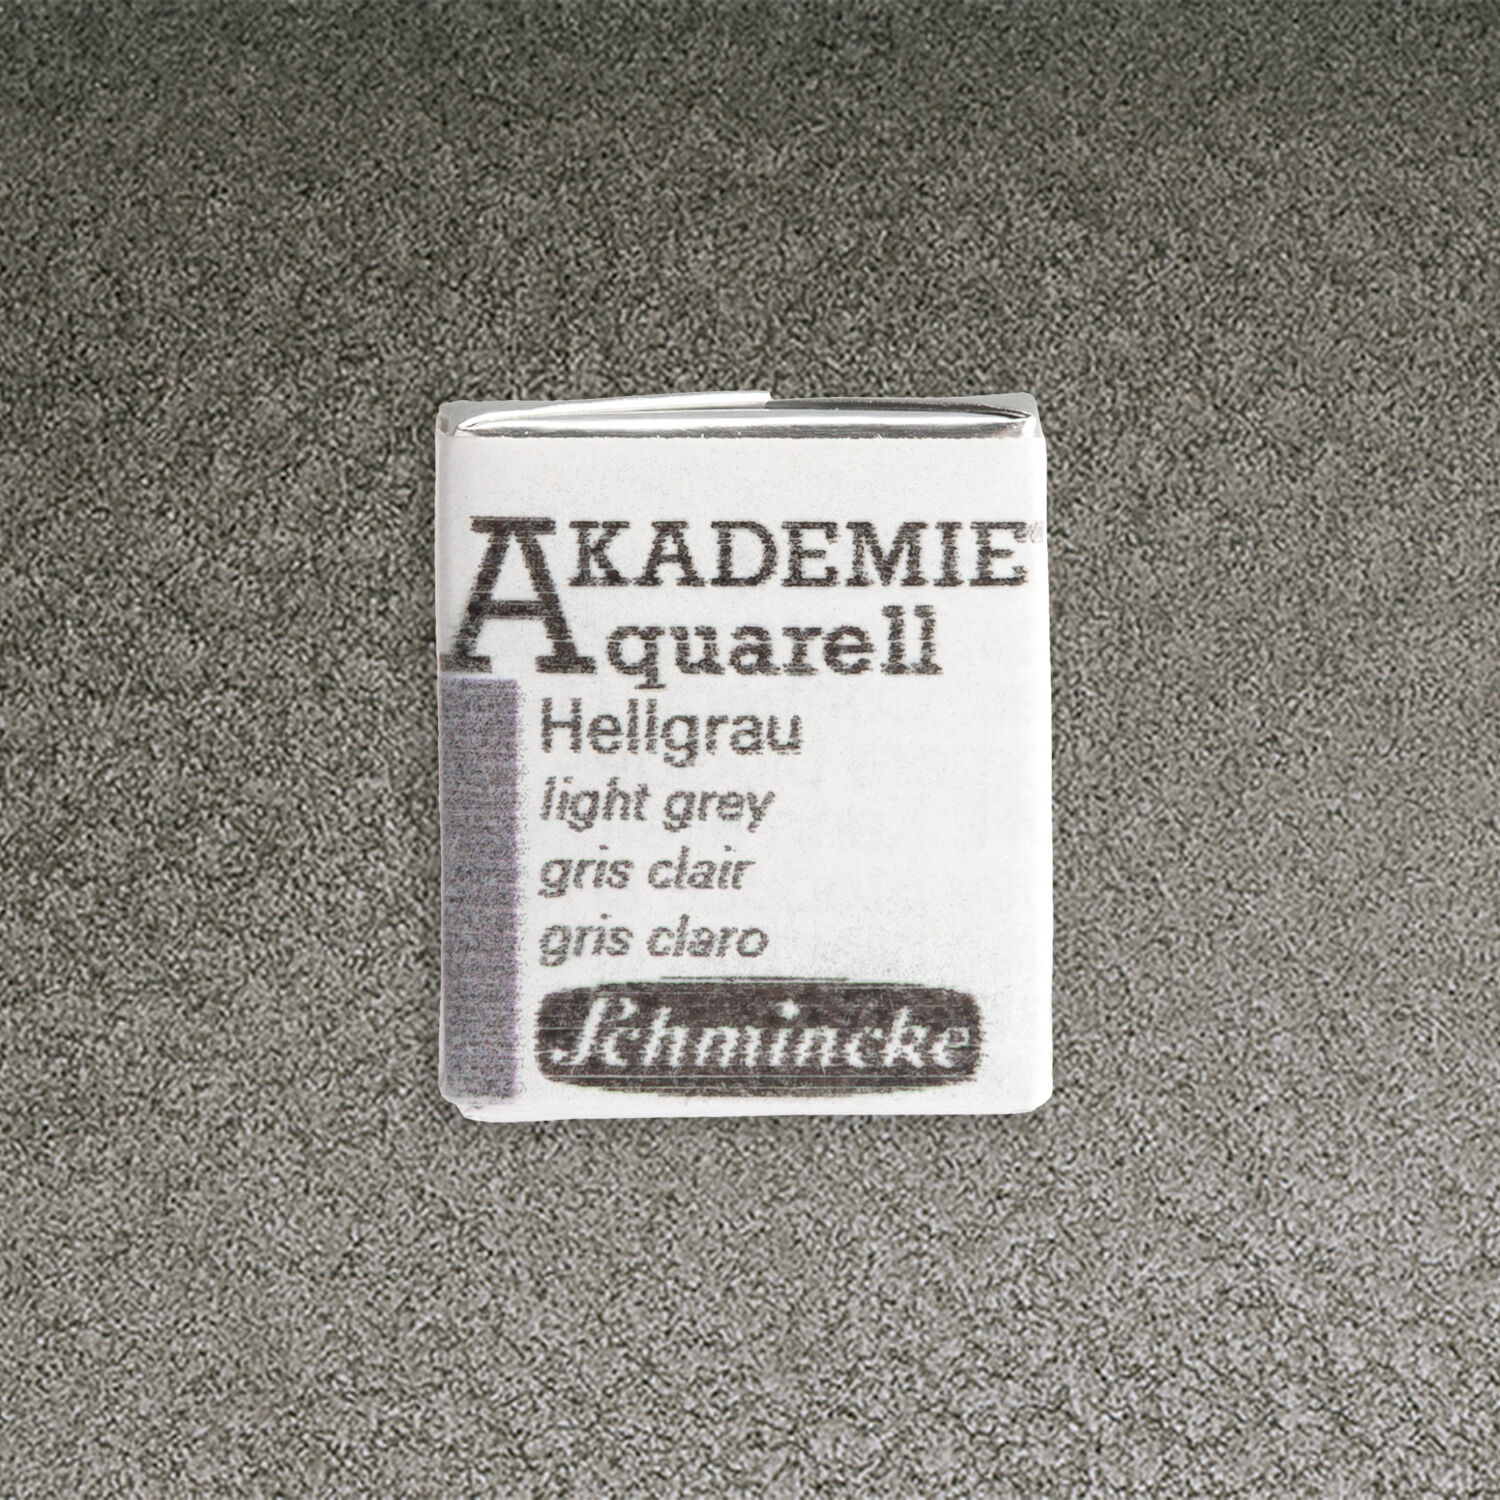 AKADEMIE®
Aquarell
Hellgrau
light grey
gris clair
gris claro
Schmincke